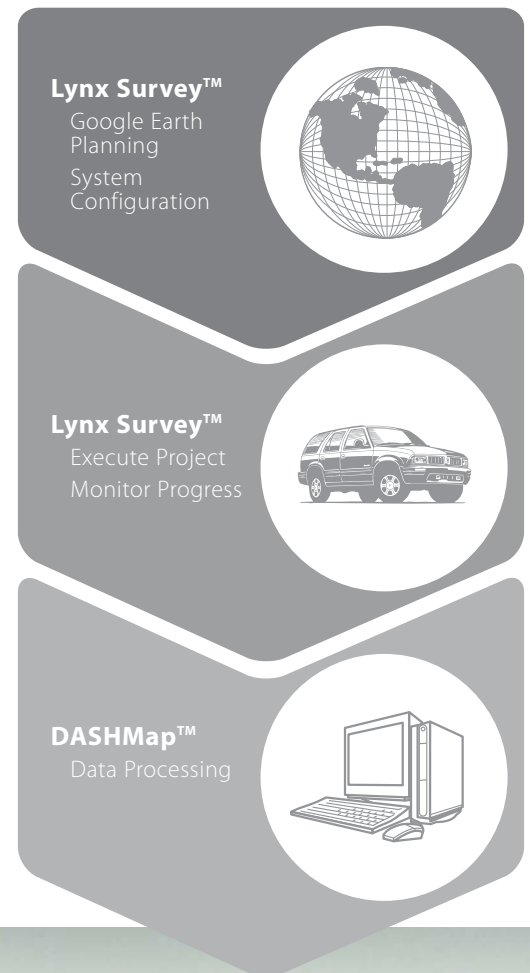 Lynx Survey™
Google Earth
Planning
System
Configuration
Lynx Survey™
Execute Project
Monitor Progress
DASHMap™
Data Processing